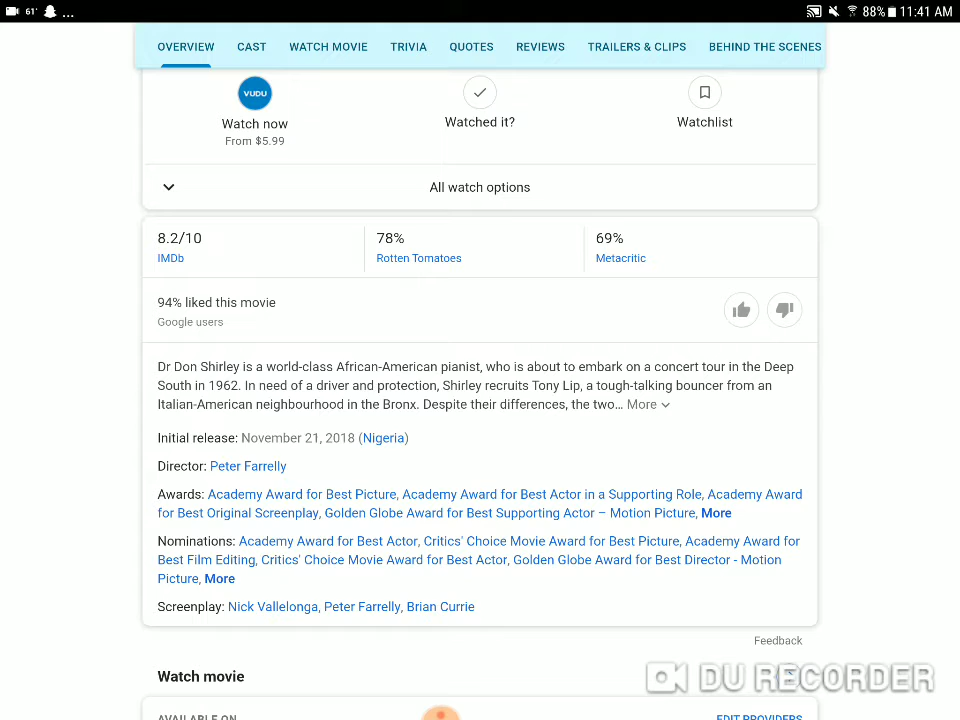 61° ... 88% 11:41 AM
OVERVIEW CAST WATCH MOVIE TRIVIA QUOTES REVIEWS TRAILERS & CLIPS BEHIND THE SCENES
VUDU
Watch now Watched it? Watchlist
From $5.99
All watch options
8.2/10 78% 69%
IMDb Rotten Tomatoes Metacritic
94% liked this movie
Google users
Dr Don Shirley is a world-class African-American pianist, who is about to embark on a concert tour in the Deep
South in 1962. In need of a driver and protection, Shirley recruits Tony Lip, a tough-talking bouncer from an
Italian-American neighbourhood in the Bronx. Despite their differences, the two... More
Initial release: November 21, 2018 (Nigeria)
Director: Peter Farrelly
Awards: Academy Award for Best Picture, Academy Award for Best Actor in a Supporting Role, Academy Award
for Best Original Screenplay, Golden Globe Award for Best Supporting Actor – Motion Picture, More
Nominations: Academy Award for Best Actor, Critics' Choice Movie Award for Best Picture, Academy Award for
Best Film Editing, Critics' Choice Movie Award for Best Actor, Golden Globe Award for Best Director - Motion
Picture, More
Screenplay: Nick Vallelonga, Peter Farrelly, Brian Currie
Feedback
Watch movie
DU RECORDER
AVAILABLE ON EDIT PROVIDERS